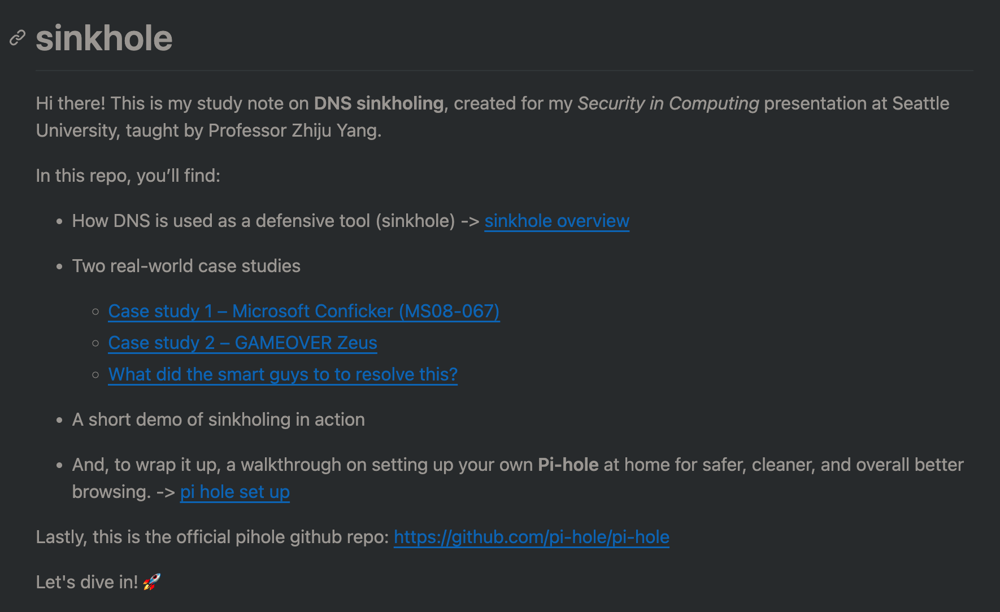 sinkhole
Hi there! This is my study note on DNS sinkholing, created for my Security in Computing presentation at Seattle
University, taught by Professor Zhiju Yang.
In this repo, you’ll find:
• How DNS is used as a defensive tool (sinkhole) -> sinkhole overview
• Two real-world case studies
◦ Case study 1 – Microsoft Conficker (MS08-067)
◦ Case study 2 – GAMEOVER Zeus
◦ What did the smart guys to to resolve this?
• A short demo of sinkholing in action
• And, to wrap it up, a walkthrough on setting up your own Pi-hole at home for safer, cleaner, and overall better
browsing. -> pi hole set up
Lastly, this is the official pihole github repo: https://github.com/pi-hole/pi-hole
Let's dive in! 🚀